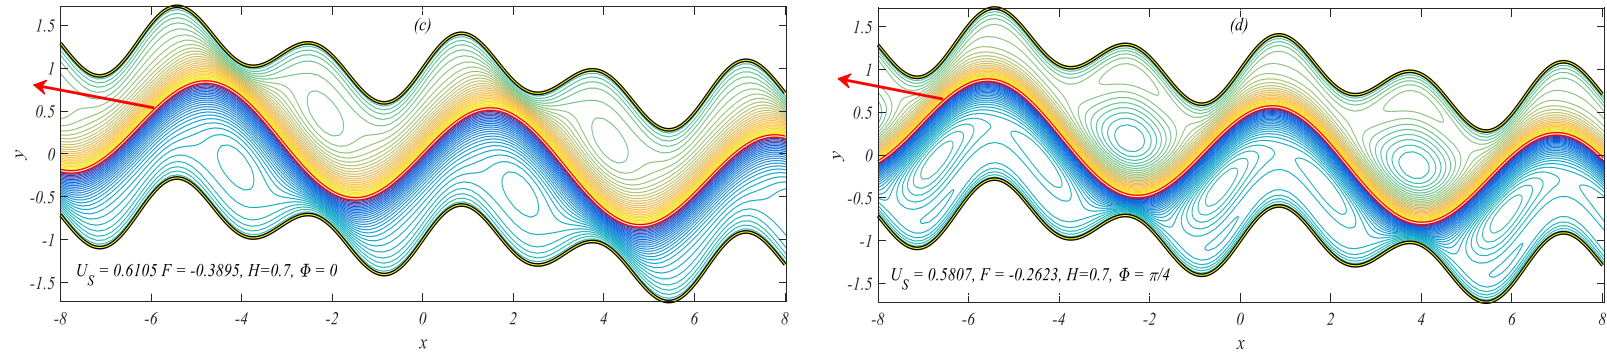 (c)
1.5
1
0.5
0
-0.5
-1
-1.5
y
U_S = 0.6105 F = -0.3895, H=0.7, Φ = 0
-8 -6 -4 -2 0 2 4 6 8
x
(d)
1.5
1
0.5
0
-0.5
-1
-1.5
y
U_S = 0.5807, F = -0.2623, H=0.7, Φ = π/4
-8 -6 -4 -2 0 2 4 6 8
x